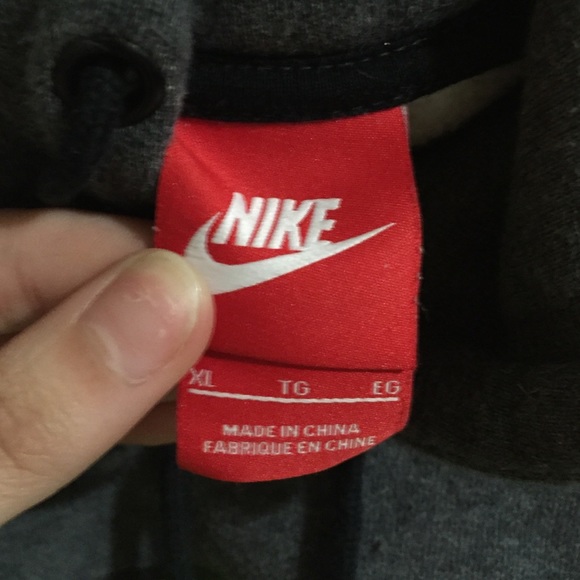 NIKE
XL TG EG
MADE IN CHINA
FABRIQUE EN CHINE